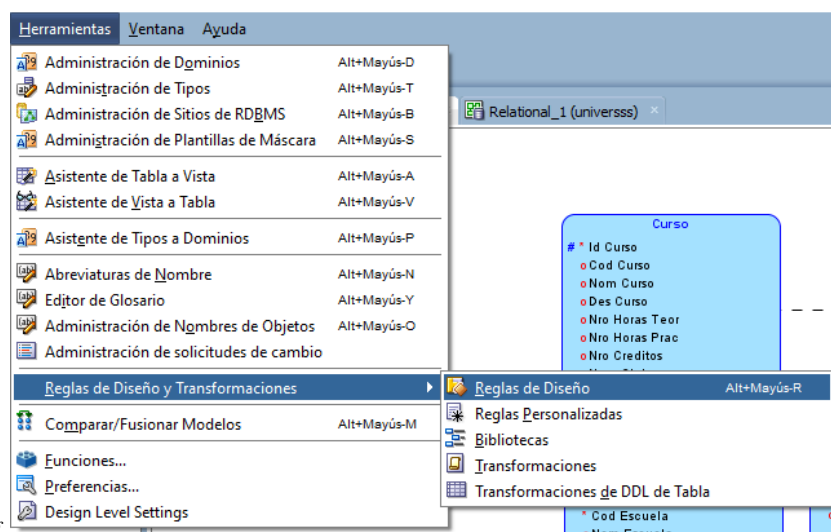 Herramientas Ventana Ayuda
Administración de Dominios Alt+Mayús-D
Administración de Tipos Alt+Mayús-T
Administración de Sitios de RDBMS Alt+Mayús-B
Administración de Plantillas de Máscara Alt+Mayús-S
Asistente de Tabla a Vista Alt+Mayús-A
Asistente de Vista a Tabla Alt+Mayús-V
Asistente de Tipos a Dominios Alt+Mayús-P
Abreviaturas de Nombre Alt+Mayús-N
Editor de Glosario Alt+Mayús-Y
Administración de Nombres de Objetos Alt+Mayús-O
Administración de solicitudes de cambio
Reglas de Diseño y Transformaciones
Comparar/Fusionar Modelos Alt+Mayús-M
Funciones...
Preferencias...
Design Level Settings
Relational_1 (universss) ×
Curso
# * Id Curso
o Cod Curso
o Nom Curso
o Des Curso
o Nro Horas Teor
o Nro Horas Prac
o Nro Creditos
Reglas de Diseño Alt+Mayús-R
Reglas Personalizadas
Bibliotecas
Transformaciones
Transformaciones de DDL de Tabla
* Cod Escuela